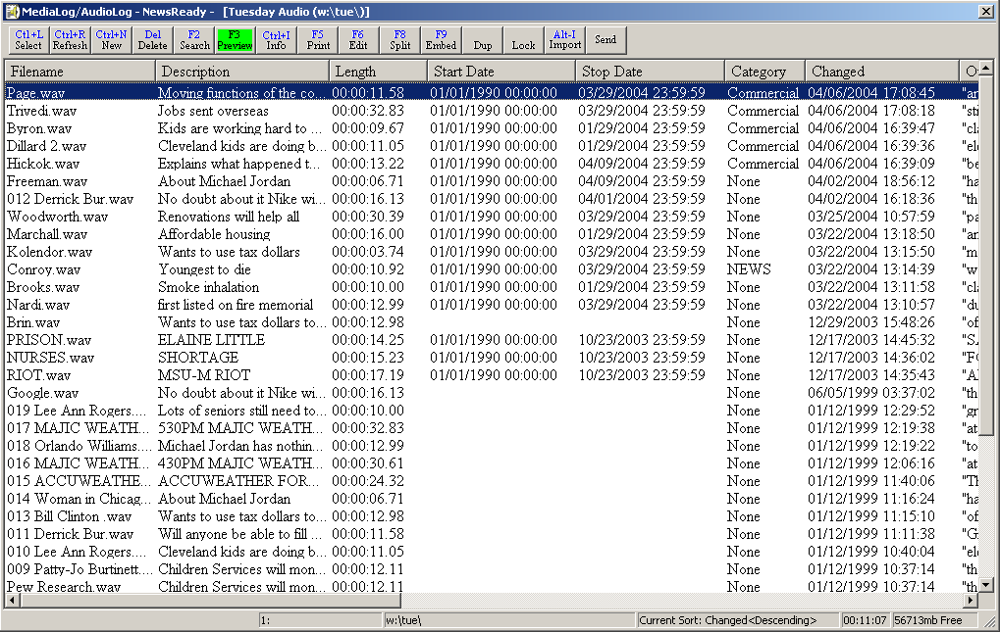 MediaLog/AudioLog - NewsReady - [Tuesday Audio (w:\tue\)]
Ctl+L Ctrl+R Ctrl+N Del F2 F3 Ctrl+I F5 F6 F8 F9 Alt-I
Select Refresh New Delete Search Preview Info Print Edit Split Embed Dup Lock Import Send
Filename Description Length Start Date Stop Date Category Changed
Page.wav Moving functions of the co... 00:00:11.58 01/01/1990 00:00:00 03/29/2004 23:59:59 Commercial 04/06/2004 17:08:45 "ar
Trivedi.wav Jobs sent overseas 00:00:32.83 01/01/1990 00:00:00 03/29/2004 23:59:59 Commercial 04/06/2004 17:08:18 "sti
Byron.wav Kids are working hard to ... 00:00:09.67 01/01/1990 00:00:00 01/29/2004 23:59:59 Commercial 04/06/2004 16:39:47 "cl
Dillard 2.wav Cleveland kids are doing b... 00:00:11.05 01/01/1990 00:00:00 01/29/2004 23:59:59 Commercial 04/06/2004 16:39:36 "el
Hickok.wav Explains what happened t... 00:00:13.22 01/01/1990 00:00:00 04/09/2004 23:59:59 Commercial 04/06/2004 16:39:09 "be
Freeman.wav About Michael Jordan 00:00:06.71 01/01/1990 00:00:00 04/09/2004 23:59:59 None 04/02/2004 18:56:12 "ha
012 Derrick Bur.wav No doubt about it Nike wi... 00:00:16.13 01/01/1990 00:00:00 04/01/2004 23:59:59 None 04/02/2004 16:18:36 "th
Woodworth.wav Renovations will help all 00:00:30.39 01/01/1990 00:00:00 03/29/2004 23:59:59 None 03/25/2004 10:57:59 "pa
Marchall.wav Affordable housing 00:00:16.00 01/01/1990 00:00:00 01/29/2004 23:59:59 None 03/22/2004 13:18:50 "ar
Kolendor.wav Wants to use tax dollars 00:00:03.74 01/01/1990 00:00:00 03/29/2004 23:59:59 None 03/22/2004 13:15:50 "m
Conroy.wav Youngest to die 00:00:10.92 01/01/1990 00:00:00 03/29/2004 23:59:59 NEWS 03/22/2004 13:14:39 "w
Brooks.wav Smoke inhalation 00:00:10.00 01/01/1990 00:00:00 01/29/2004 23:59:59 None 03/22/2004 13:11:58 "cl
Nardi.wav first listed on fire memorial 00:00:12.99 01/01/1990 00:00:00 03/29/2004 23:59:59 None 03/22/2004 13:10:57 "du
Brin.wav Wants to use tax dollars to... 00:00:12.98 None 12/29/2003 15:48:26 "of
PRISON.wav ELAINE LITTLE 00:00:14.25 01/01/1990 00:00:00 10/23/2003 23:59:59 None 12/17/2003 14:45:32 "SA
NURSES.wav SHORTAGE 00:00:15.23 01/01/1990 00:00:00 10/23/2003 23:59:59 None 12/17/2003 14:36:02 "FO
RIOT.wav MSU-M RIOT 00:00:17.19 01/01/1990 00:00:00 10/23/2003 23:59:59 None 12/17/2003 14:35:43 "Al
Google.wav No doubt about it Nike wi... 00:00:16.13 None 06/05/1999 03:37:02 "th
019 Lee Ann Rogers.... Lots of seniors still need to... 00:00:10.00 None 01/12/1999 12:29:52 "gr
017 MAJIC WEATH... 530PM MAJIC WEATH... 00:00:32.83 None 01/12/1999 12:19:38 "at
018 Orlando Williams.... Michael Jordan has nothin... 00:00:12.99 None 01/12/1999 12:19:22 "to
016 MAJIC WEATH... 430PM MAJIC WEATH... 00:00:30.61 None 01/12/1999 12:06:16 "at
015 ACCUWEATHE... ACCUWEATHER FOR... 00:00:24.32 None 01/12/1999 11:40:06 "Th
014 Woman in Chicag... About Michael Jordan 00:00:06.71 None 01/12/1999 11:16:24 "ha
013 Bill Clinton .wav Wants to use tax dollars to... 00:00:12.98 None 01/12/1999 11:15:10 "of
011 Derrick Bur.wav Will anyone be able to fill ... 00:00:11.58 None 01/12/1999 11:11:38 "G
010 Lee Ann Rogers.... Cleveland kids are doing b... 00:00:11.05 None 01/12/1999 10:40:04 "el
009 Patty-Jo Burtinett.... Children Services will mon... 00:00:12.11 None 01/12/1999 10:37:14 "th
Pew Research.wav Children Services will mon... 00:00:12.11 None 01/12/1999 10:37:14 "th
1: w:\tue\ Current Sort: Changed<Descending> 00:11:07 56713mb Free